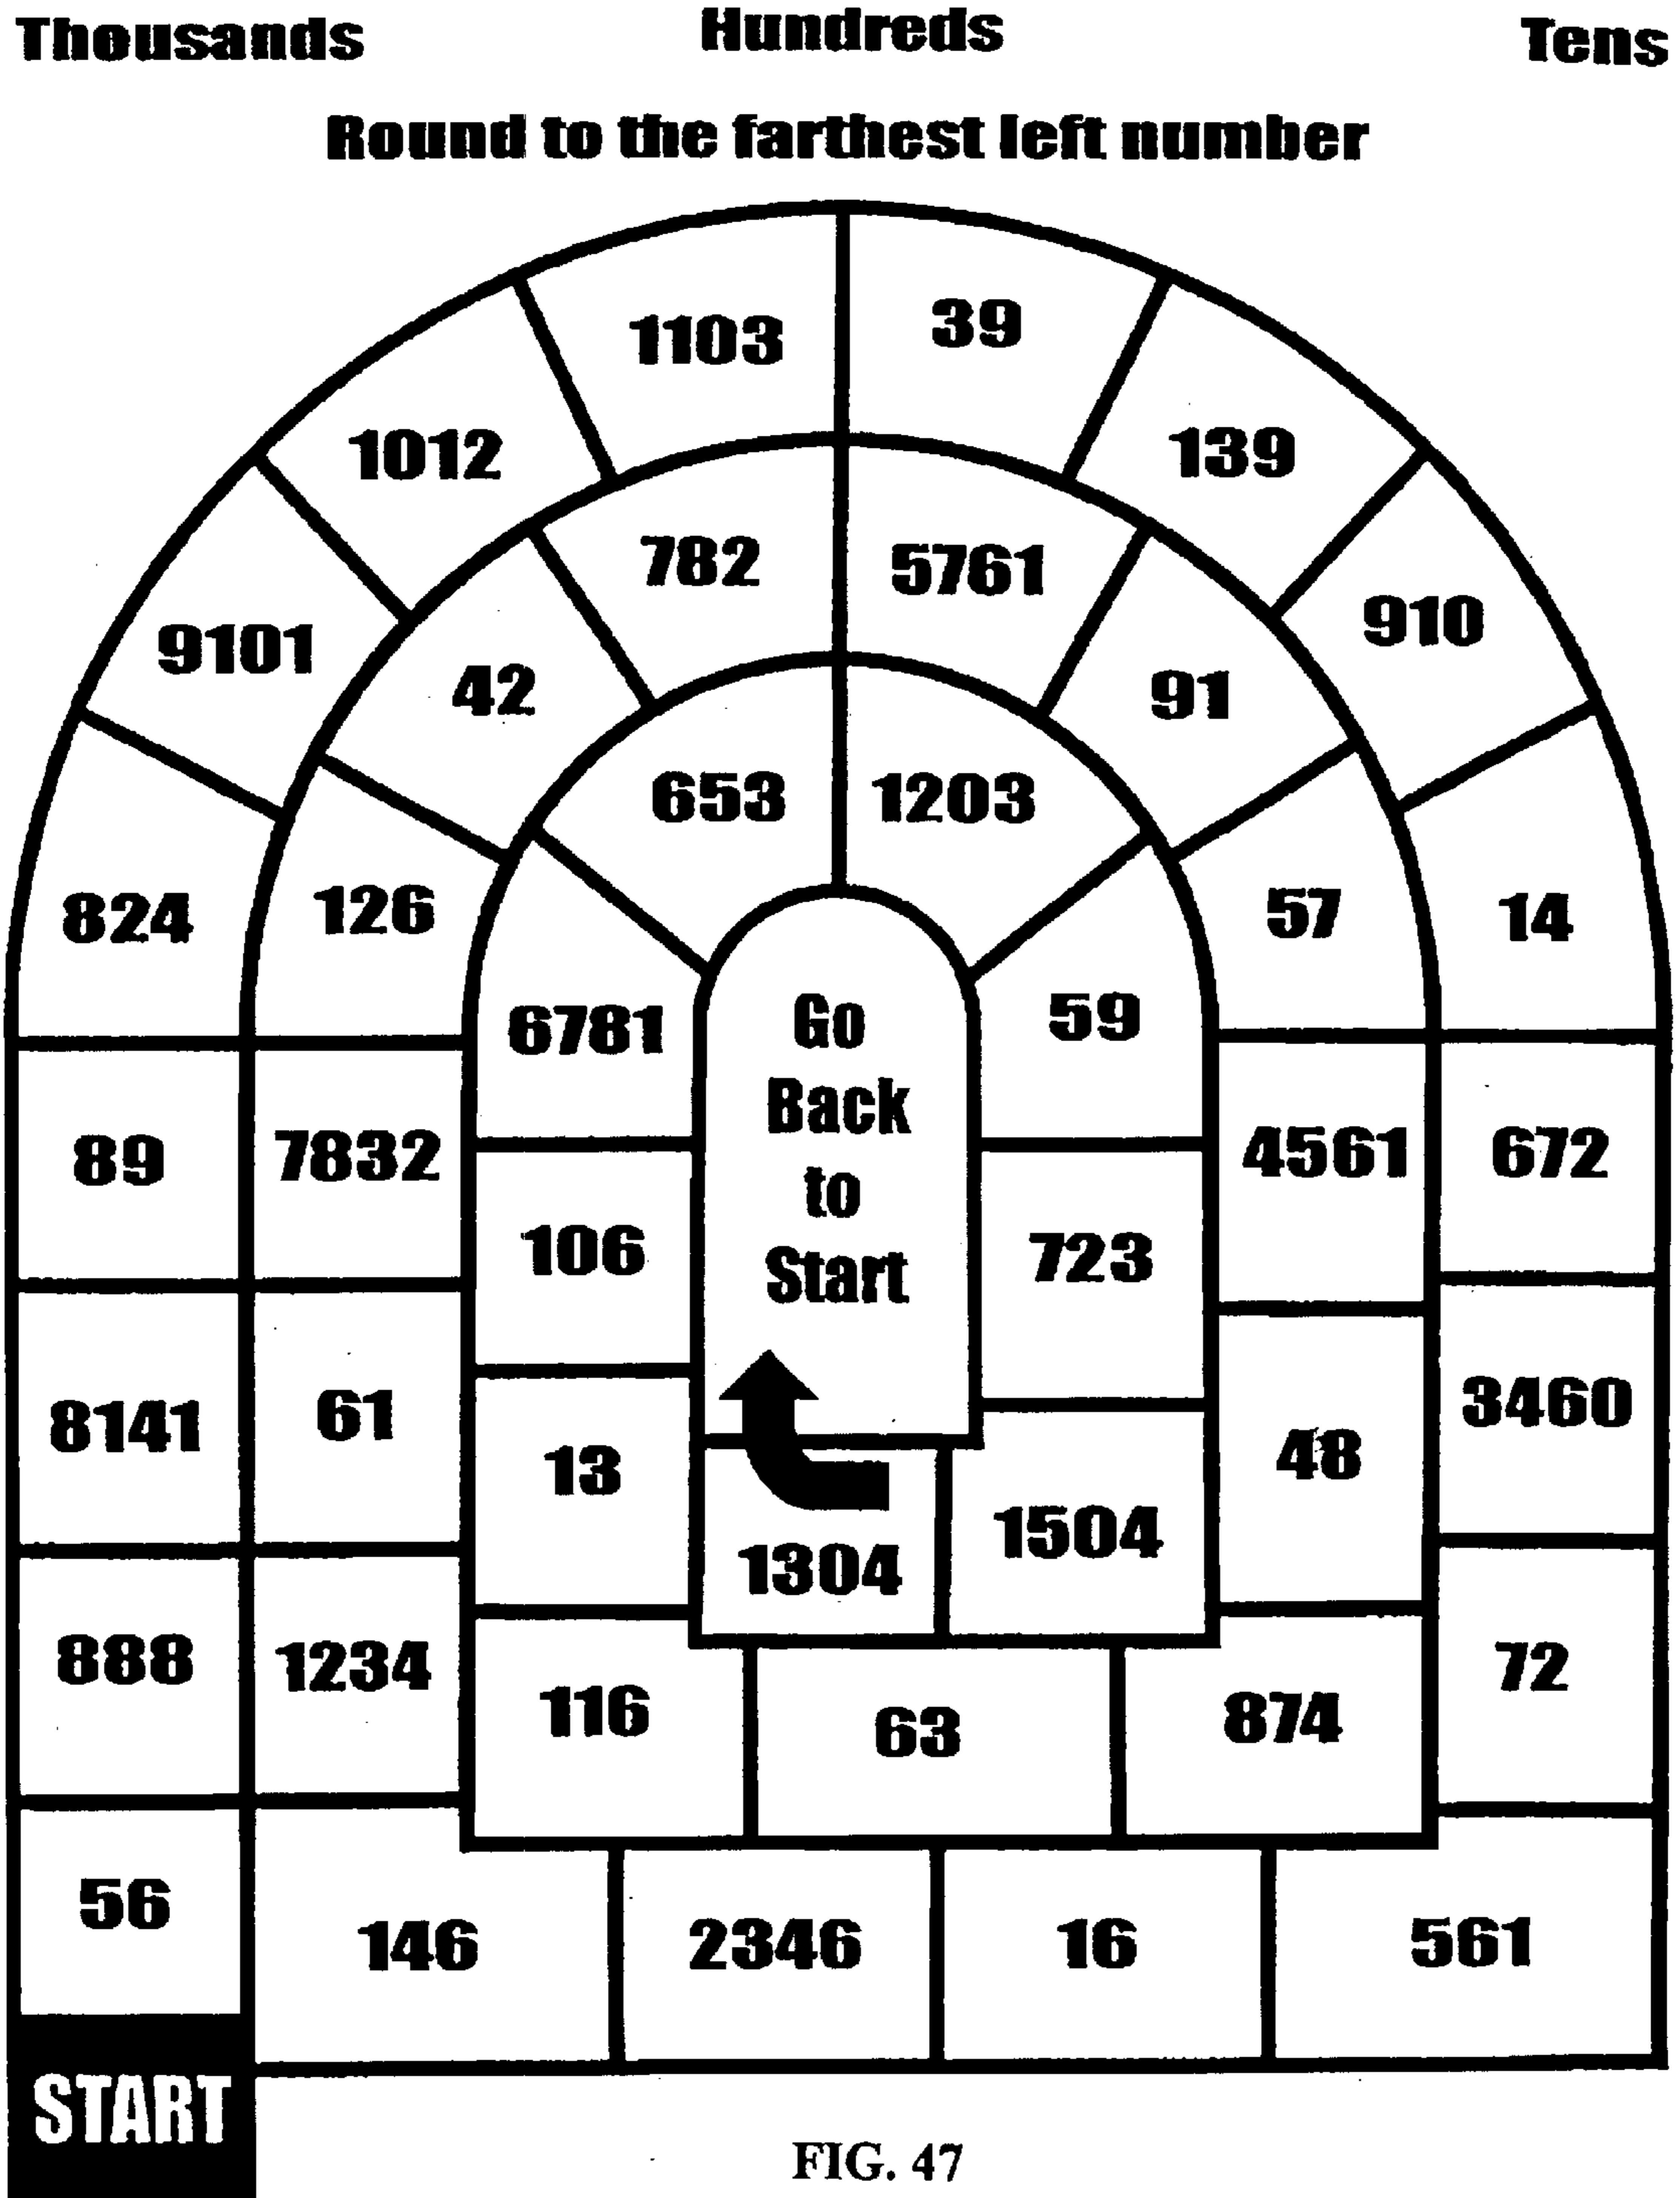 Thousands Hundreds Tens
Round to the farthest left number
1103 39
1012 139
782 5761
9101 910
42 91
653 1203
824 126 57 14
6781 Go 59
Back
89 7832 4561 672
to
106 Start 723
8141 61 3460
13 48
1504
1304
888 1234 72
116 63 874
56
146 2346 16 561
START
FIG. 47